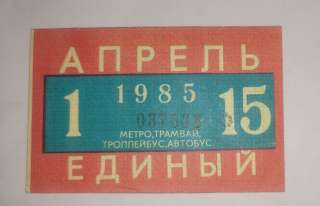 АПРЕЛЬ
1 1985 15
МЕТРО, ТРАМВАЙ,
ТРОЛЛЕЙБУС, АВТОБУС.
ЕДИНЫЙ